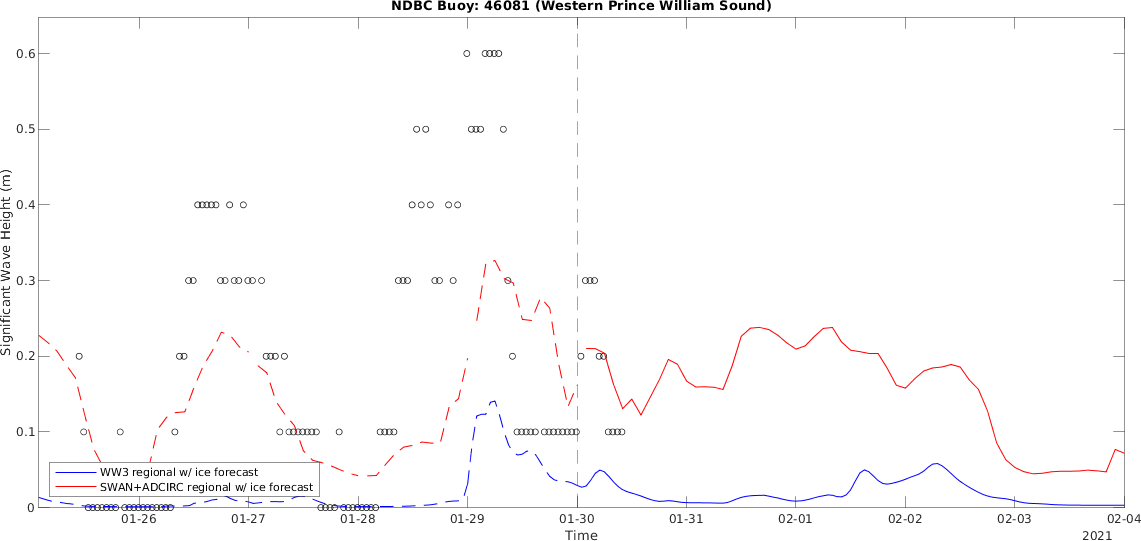 NDBC Buoy: 46081 (Western Prince William Sound)
Significant Wave Height (m)
0.6
0.5
0.4
0.3
0.2
0.1
0
WW3 regional w/ ice forecast
SWAN+ADCIRC regional w/ ice forecast
01-26 01-27 01-28 01-29 01-30 01-31 02-01 02-02 02-03 02-04
Time
2021